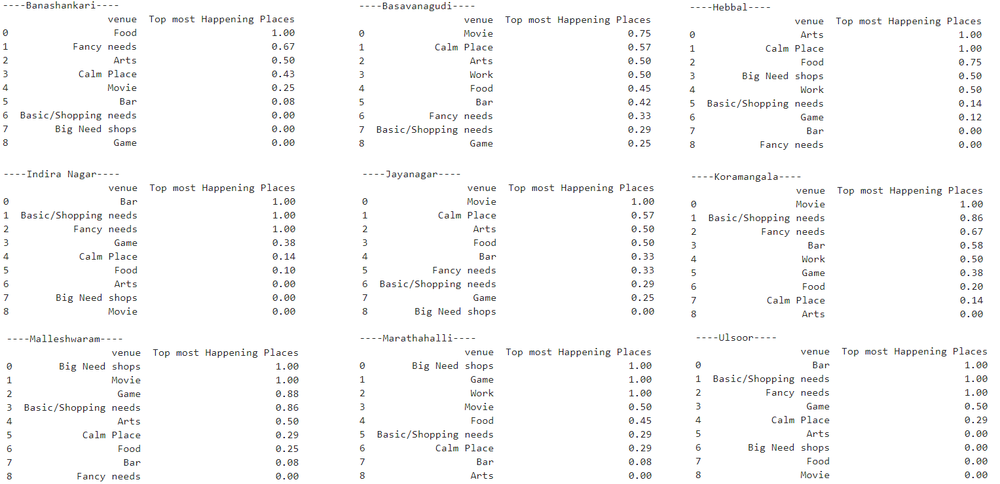 ----Banashankari----
venue Top most Happening Places
0 Food 1.00
1 Fancy needs 0.67
2 Arts 0.50
3 Calm Place 0.43
4 Movie 0.25
5 Bar 0.08
6 Basic/Shopping needs 0.00
7 Big Need shops 0.00
8 Game 0.00
----Basavanagudi----
venue Top most Happening Places
0 Movie 0.75
1 Calm Place 0.57
2 Arts 0.50
3 Work 0.50
4 Food 0.45
5 Bar 0.42
6 Fancy needs 0.33
7 Basic/Shopping needs 0.29
8 Game 0.25
----Hebbal----
venue Top most Happening Places
0 Arts 1.00
1 Calm Place 1.00
2 Food 0.75
3 Big Need shops 0.50
4 Work 0.50
5 Basic/Shopping needs 0.14
6 Game 0.12
7 Bar 0.00
8 Fancy needs 0.00
----Indira Nagar----
venue Top most Happening Places
0 Bar 1.00
1 Basic/Shopping needs 1.00
2 Fancy needs 1.00
3 Game 0.38
4 Calm Place 0.14
5 Food 0.10
6 Arts 0.00
7 Big Need shops 0.00
8 Movie 0.00
----Jayanagar----
venue Top most Happening Places
0 Movie 1.00
1 Calm Place 0.57
2 Arts 0.50
3 Food 0.50
4 Bar 0.33
5 Fancy needs 0.33
6 Basic/Shopping needs 0.29
7 Game 0.25
8 Big Need shops 0.00
----Koramangala----
venue Top most Happening Places
0 Movie 1.00
1 Basic/Shopping needs 0.86
2 Fancy needs 0.67
3 Bar 0.58
4 Work 0.50
5 Game 0.38
6 Food 0.20
7 Calm Place 0.14
8 Arts 0.00
----Malleshwaram----
venue Top most Happening Places
0 Big Need shops 1.00
1 Movie 1.00
2 Game 0.88
3 Basic/Shopping needs 0.86
4 Arts 0.50
5 Calm Place 0.29
6 Food 0.25
7 Bar 0.08
8 Fancy needs 0.00
----Marathahalli----
venue Top most Happening Places
0 Big Need shops 1.00
1 Game 1.00
2 Work 1.00
3 Movie 0.50
4 Food 0.45
5 Basic/Shopping needs 0.29
6 Calm Place 0.29
7 Bar 0.08
8 Arts 0.00
----Ulsoor----
venue Top most Happening Places
0 Bar 1.00
1 Basic/Shopping needs 1.00
2 Fancy needs 1.00
3 Game 0.50
4 Calm Place 0.29
5 Arts 0.00
6 Big Need shops 0.00
7 Food 0.00
8 Movie 0.00